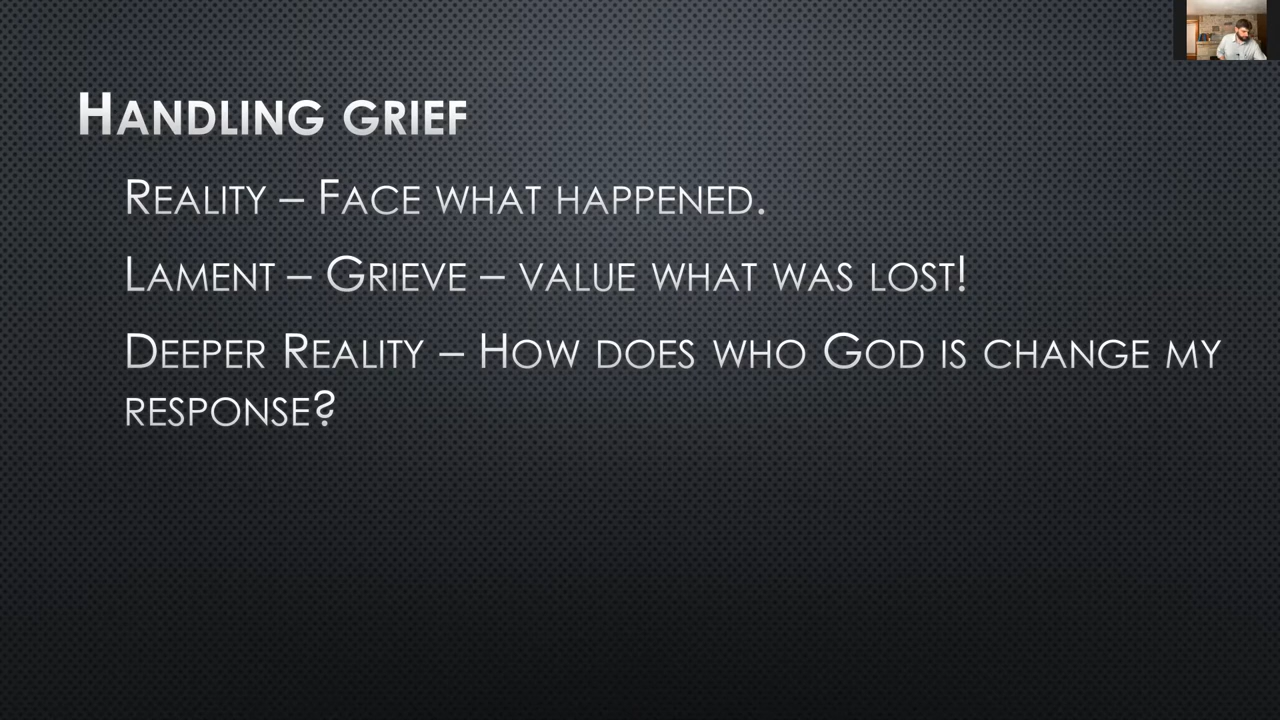 Handling grief
Reality – Face what happened.
Lament – Grieve – value what was lost!
Deeper Reality – How does who God is change my
response?